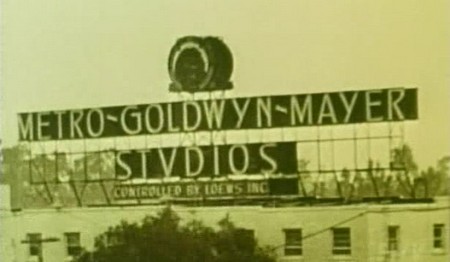 METRO-GOLDWYN-MAYER
STVDIOS
CONTROLLED BY LOEWS INC.